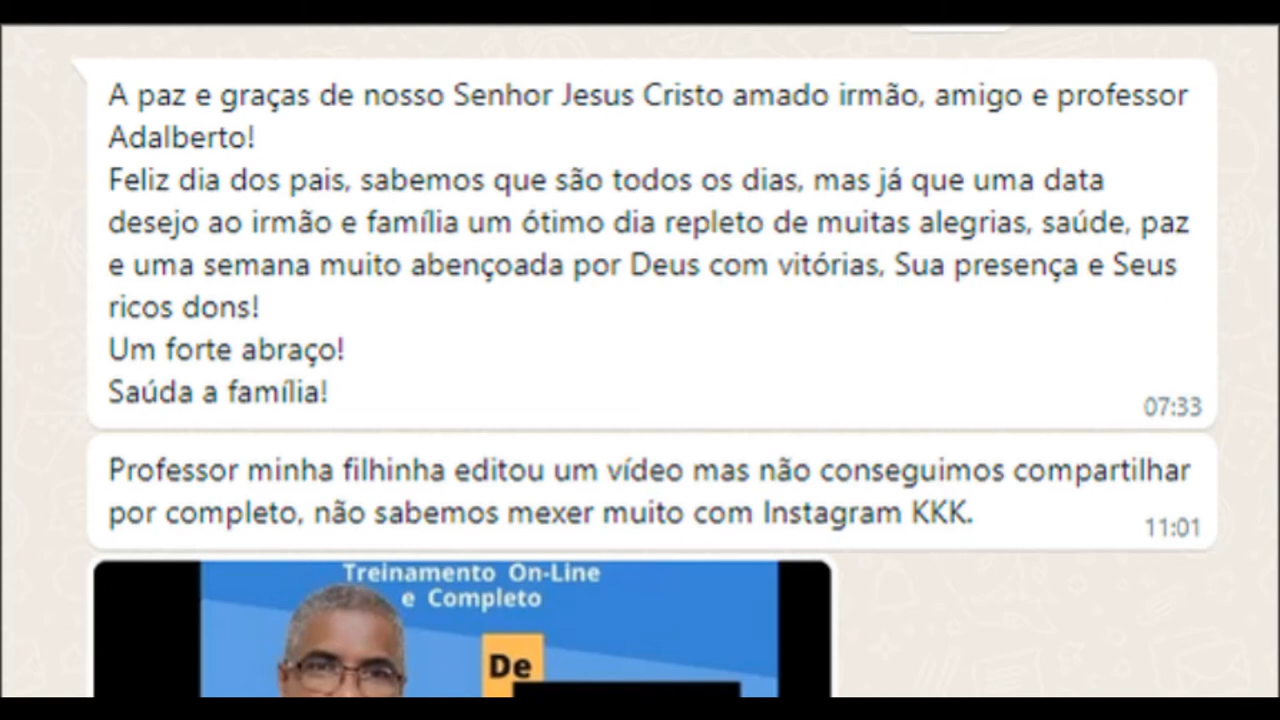 A paz e graças de nosso Senhor Jesus Cristo amado irmão, amigo e professor
Adalberto!
Feliz dia dos pais, sabemos que são todos os dias, mas já que uma data
desejo ao irmão e família um ótimo dia repleto de muitas alegrias, saúde, paz
e uma semana muito abençoada por Deus com vitórias, Sua presença e Seus
ricos dons!
Um forte abraço!
Saúda a família!
07:33
Professor minha filhinha editou um vídeo mas não conseguimos compartilhar
por completo, não sabemos mexer muito com Instagram KKK.
11:01
Treinamento On-Line
e Completo
De